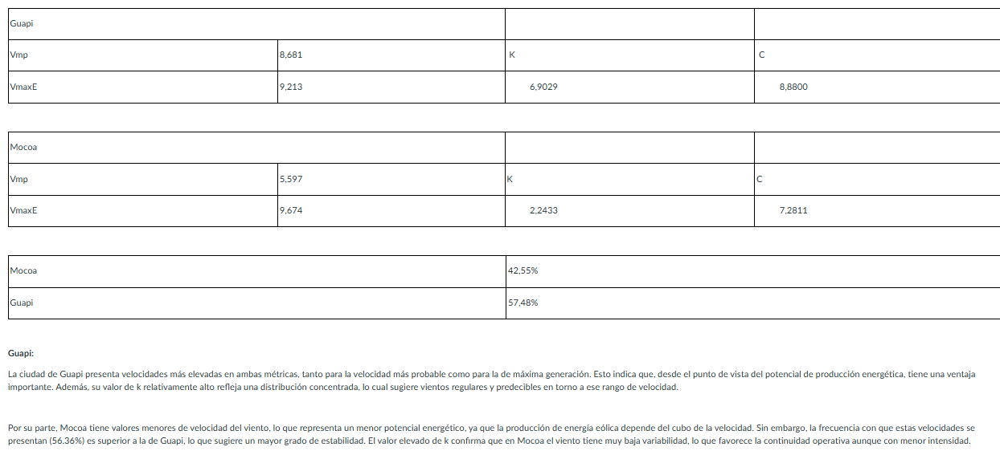 Guapi
Vmp 8,681 K C
VmaxE 9,213 6,9029 8,8800
Mocoa
Vmp 5,597 K C
VmaxE 9,674 2,2433 7,2811
Mocoa 42,55%
Guapi 57,48%
Guapi:
La ciudad de Guapi presenta velocidades más elevadas en ambas métricas, tanto para la velocidad más probable como para la de máxima generación. Esto indica que, desde el punto de vista del potencial de producción energética, tiene una ventaja
importante. Además, su valor de k relativamente alto refleja una distribución concentrada, lo cual sugiere vientos regulares y predecibles en torno a ese rango de velocidad.
Por su parte, Mocoa tiene valores menores de velocidad del viento, lo que representa un menor potencial energético, ya que la producción de energía eólica depende del cubo de la velocidad. Sin embargo, la frecuencia con que estas velocidades se
presentan (56.36%) es superior a la de Guapi, lo que sugiere un mayor grado de estabilidad. El valor elevado de k confirma que en Mocoa el viento tiene muy baja variabilidad, lo que favorece la continuidad operativa aunque con menor intensidad.